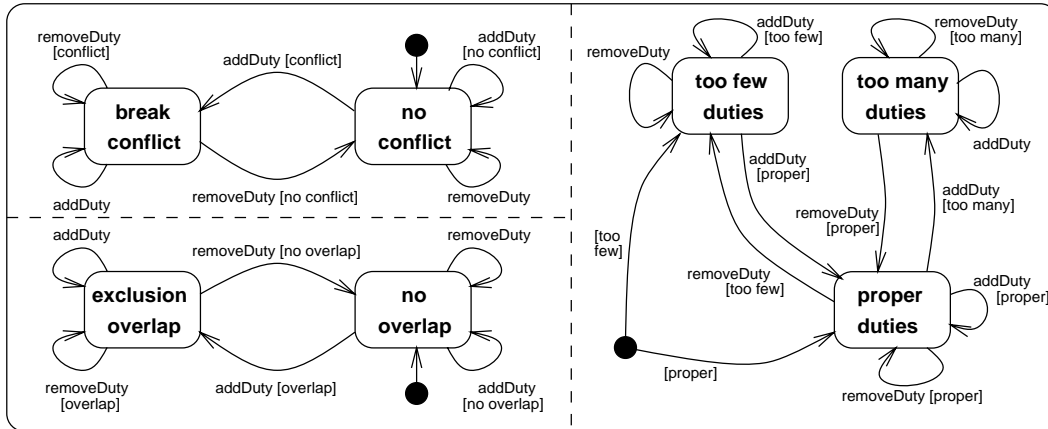 removeDuty
[conflict]
addDuty [conflict]
addDuty
[no conflict]
break
conflict
no
conflict
addDuty
removeDuty [no conflict]
removeDuty
addDuty
removeDuty [no overlap]
removeDuty
exclusion
overlap
no
overlap
removeDuty
[overlap]
addDuty [overlap]
addDuty
[no overlap]
addDuty
[too few]
removeDuty
[too many]
removeDuty
too few
duties
too many
duties
addDuty
addDuty
[proper]
addDuty
[too many]
removeDuty
[proper]
[too
few]
removeDuty
[too few]
proper
duties
addDuty
[proper]
[proper]
removeDuty [proper]